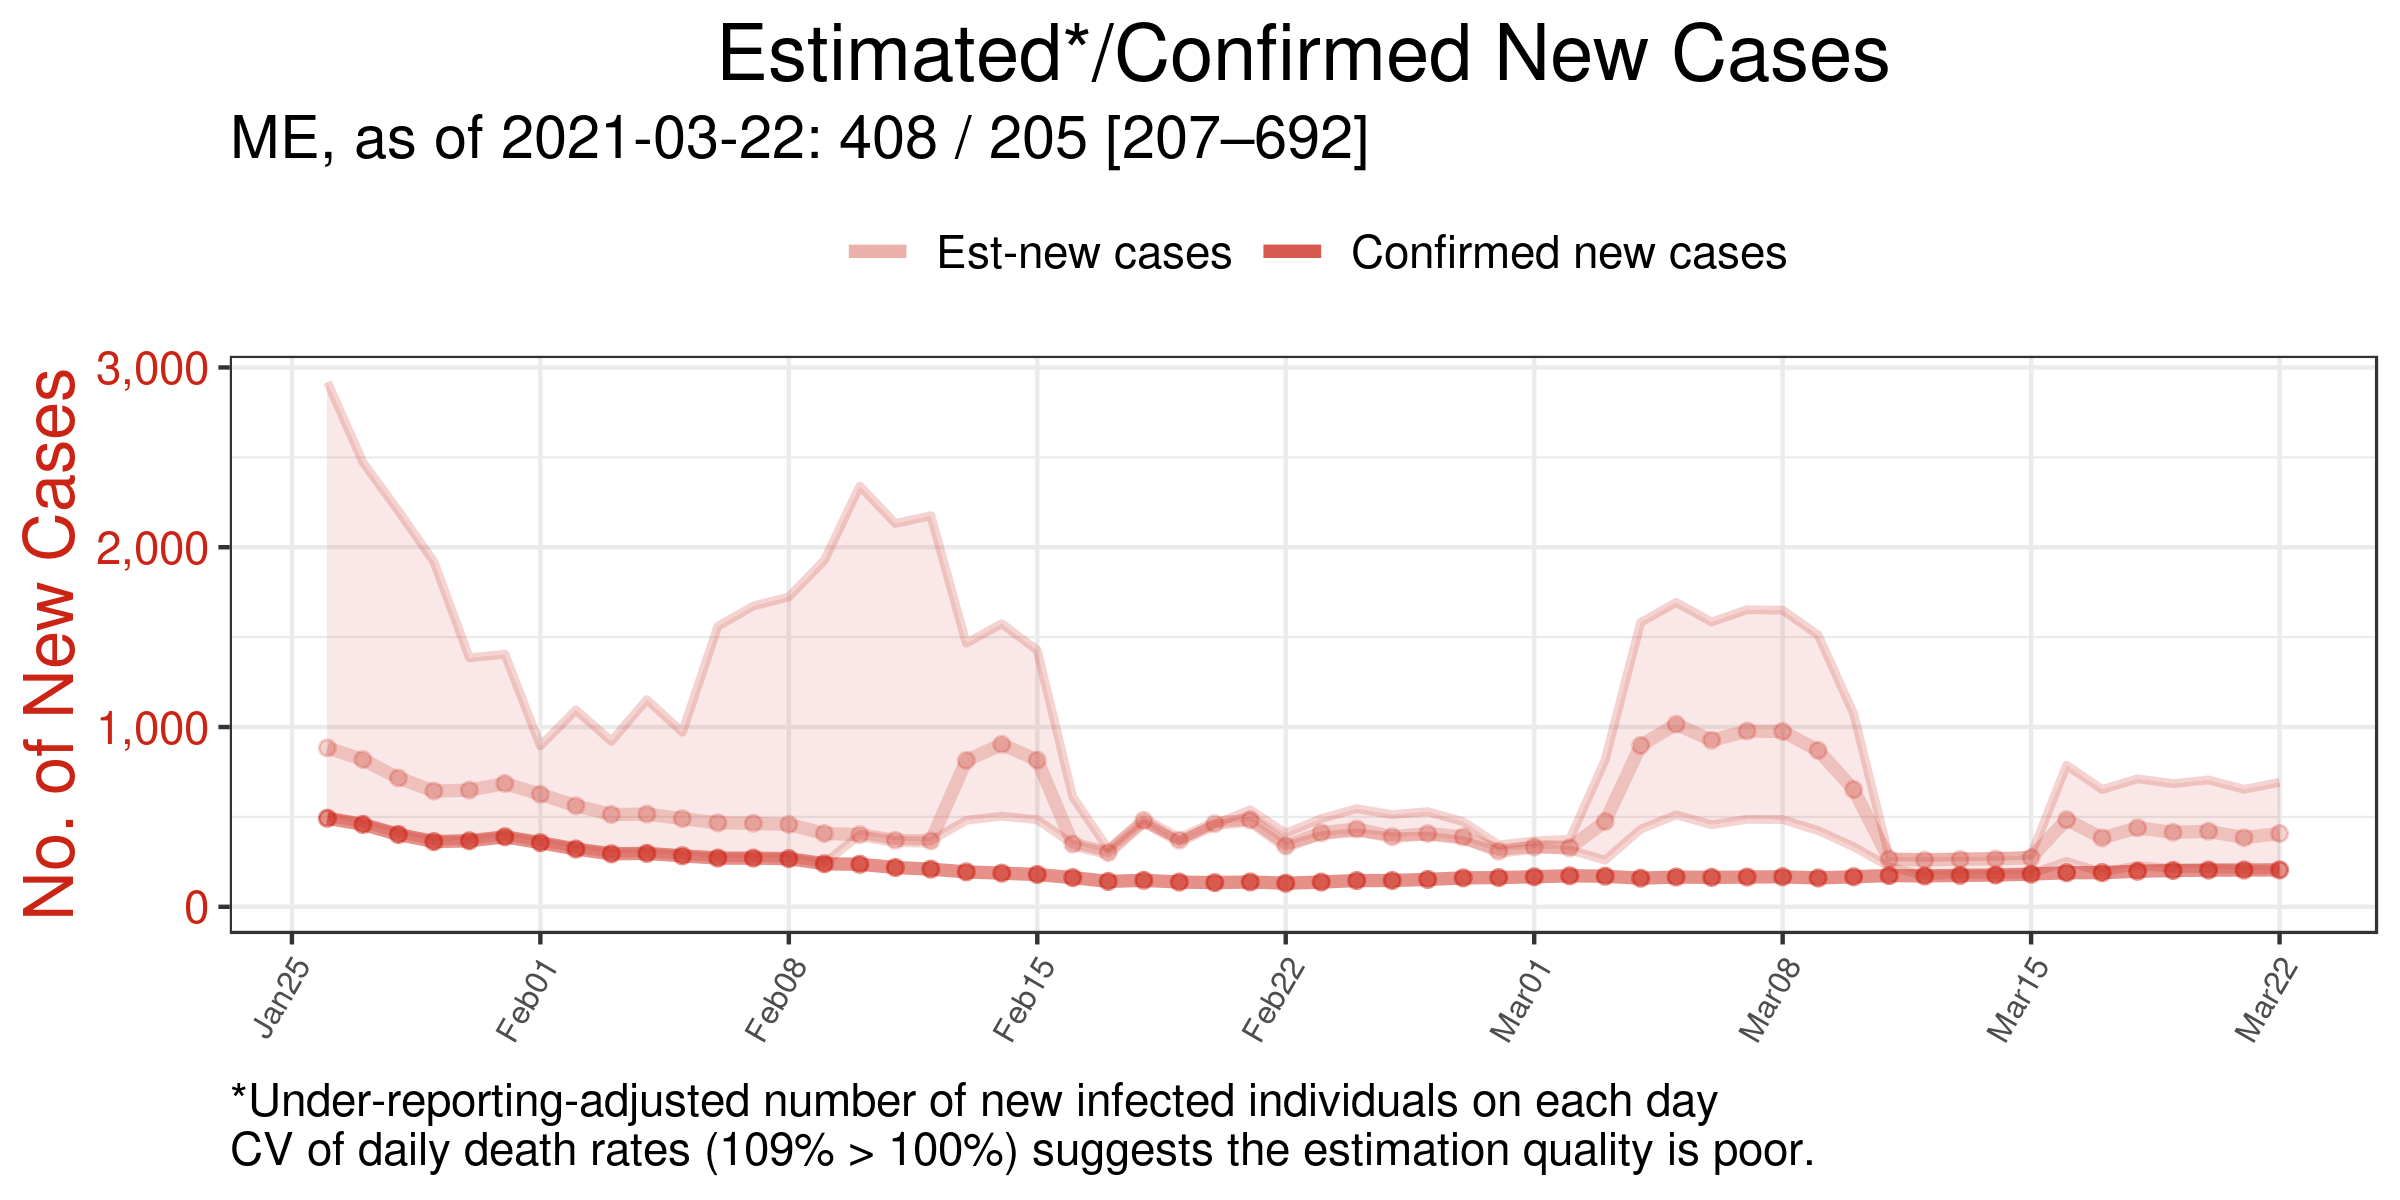 Estimated*/Confirmed New Cases
ME, as of 2021-03-22: 408 / 205 [207–692]
Est-new cases
Confirmed new cases
No. of New Cases
3,000
2,000
1,000
0
Jan25
Feb01
Feb08
Feb15
Feb22
Mar01
Mar08
Mar15
Mar22
*Under-reporting-adjusted number of new infected individuals on each day
CV of daily death rates (109% > 100%) suggests the estimation quality is poor.